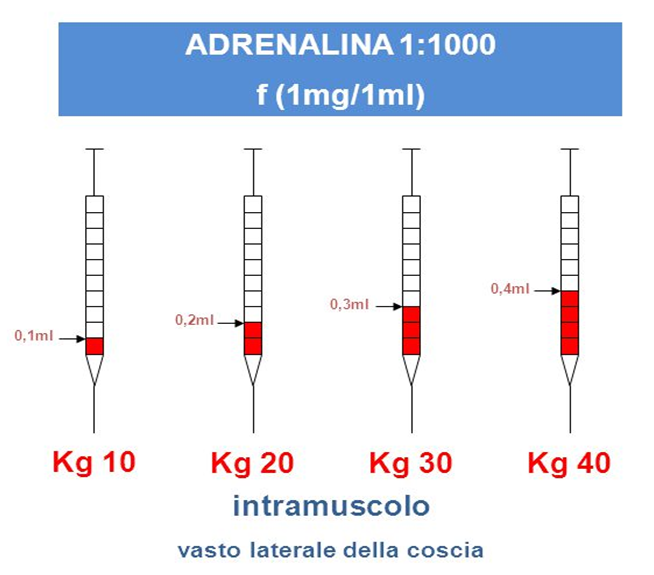 ADRENALINA 1:1000
f (1mg/1ml)
0,1ml
0,2ml
0,3ml
0,4ml
Kg 10
Kg 20
Kg 30
Kg 40
intramuscolo
vasto laterale della coscia